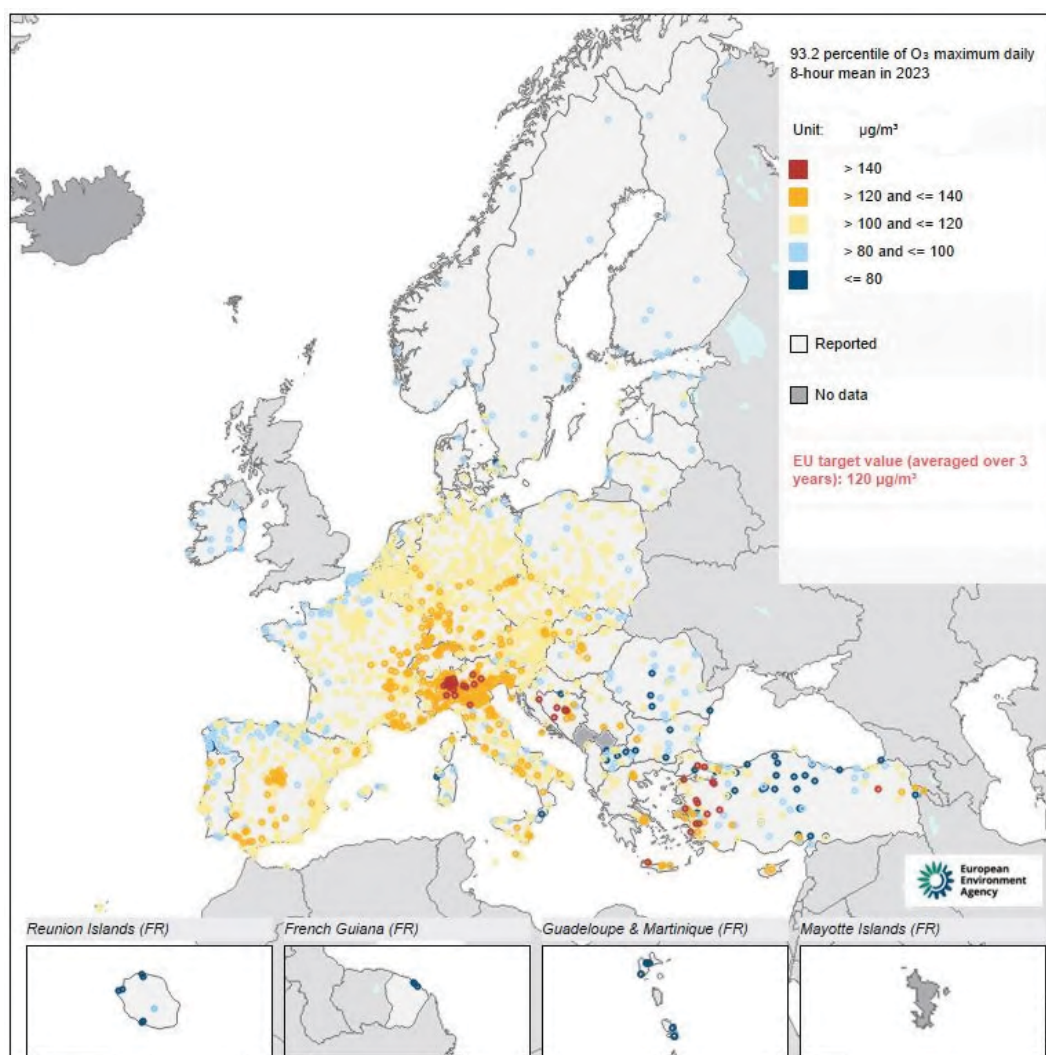 93.2 percentile of O₃ maximum daily
8-hour mean in 2023
Unit: µg/m³
> 140
> 120 and <= 140
> 100 and <= 120
> 80 and <= 100
<= 80
Reported
No data
EU target value (averaged over 3
years): 120 µg/m³
European
Environment
Agency
Reunion Islands (FR)
French Guiana (FR)
Guadeloupe & Martinique (FR)
Mayotte Islands (FR)